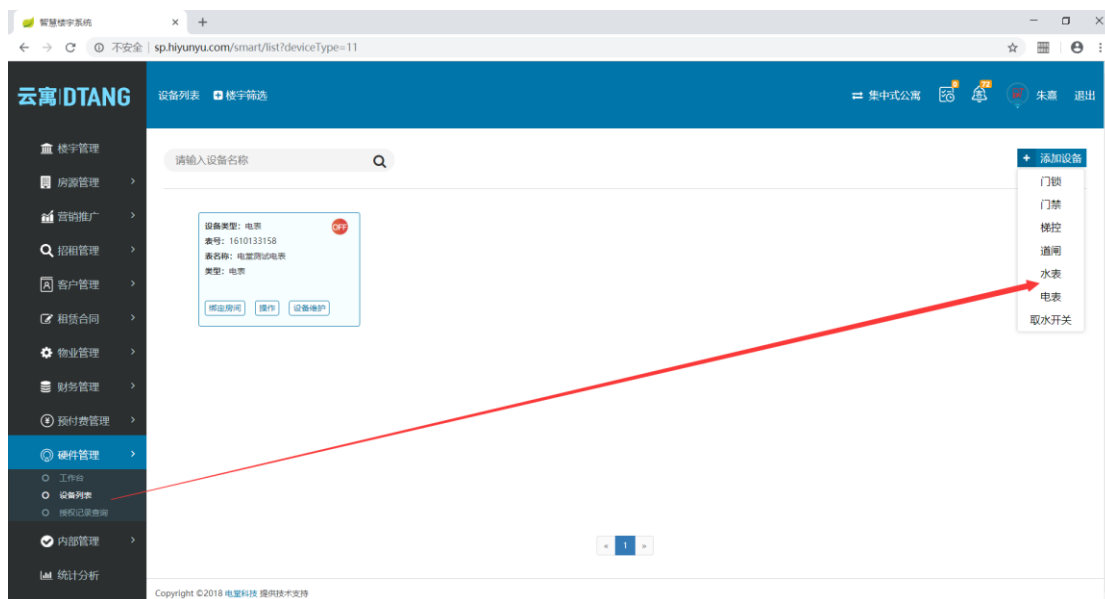 智慧楼宇系统
不安全 | sp.hiyunyu.com/smart/list?deviceType=11
云寓|DTANG
设备列表 楼宇筛选
0
72
集中式公寓 朱熹 退出
楼宇管理
房源管理
营销推广
招租管理
客户管理
租赁合同
物业管理
财务管理
预付费管理
硬件管理
工作台
设备列表
授权记录查询
内部管理
统计分析
请输入设备名称
+ 添加设备
门锁
门禁
梯控
道闸
水表
电表
取水开关
设备类型：电表
OFF
表号：1610133158
表名称：电堂测试电表
类型：电表
绑定房间 操作 设备维护
« 1 »
Copyright ©2018 电堂科技 提供技术支持